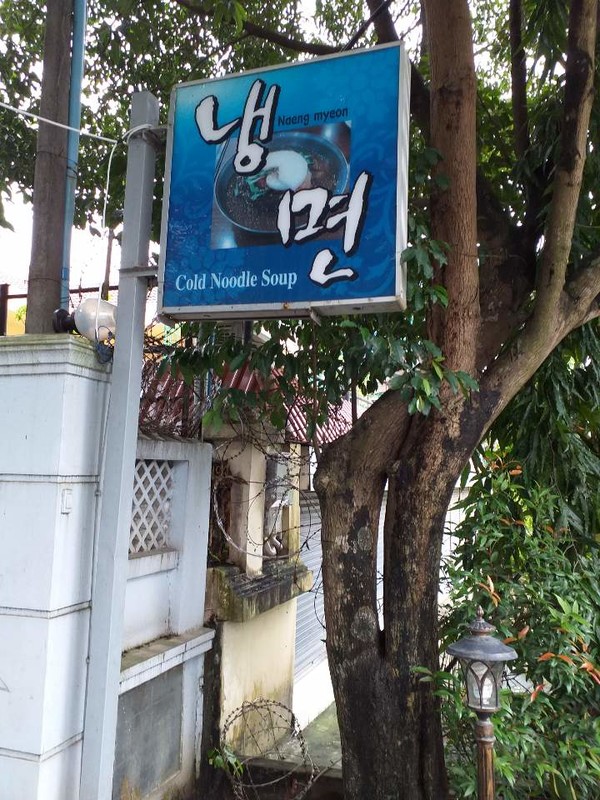 냉
Naeng myeon
면
Cold Noodle Soup